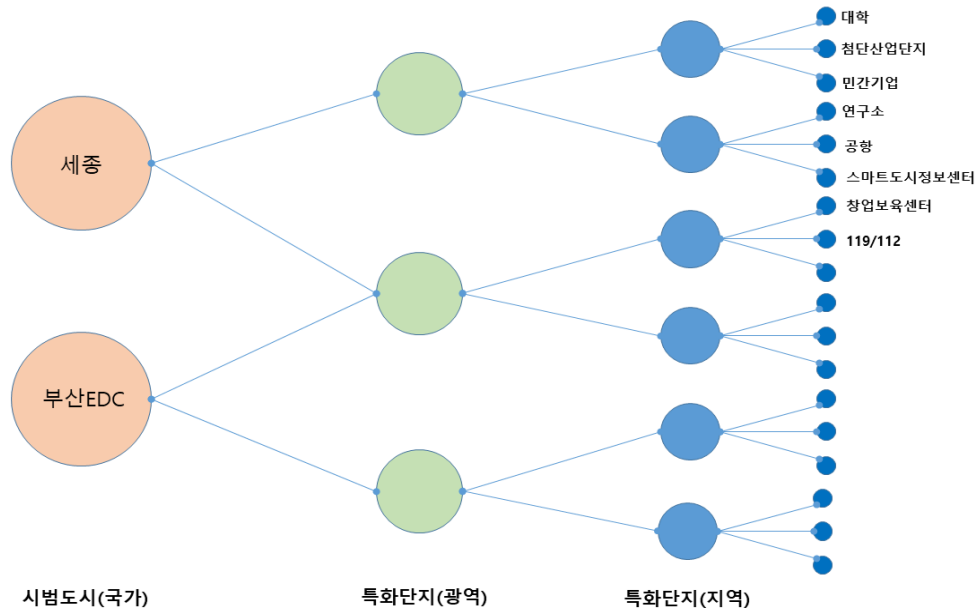 대학
첨단산업단지
민간기업
연구소
공항
스마트도시정보센터
창업보육센터
119/112
세종
부산EDC
시범도시(국가)
특화단지(광역)
특화단지(지역)